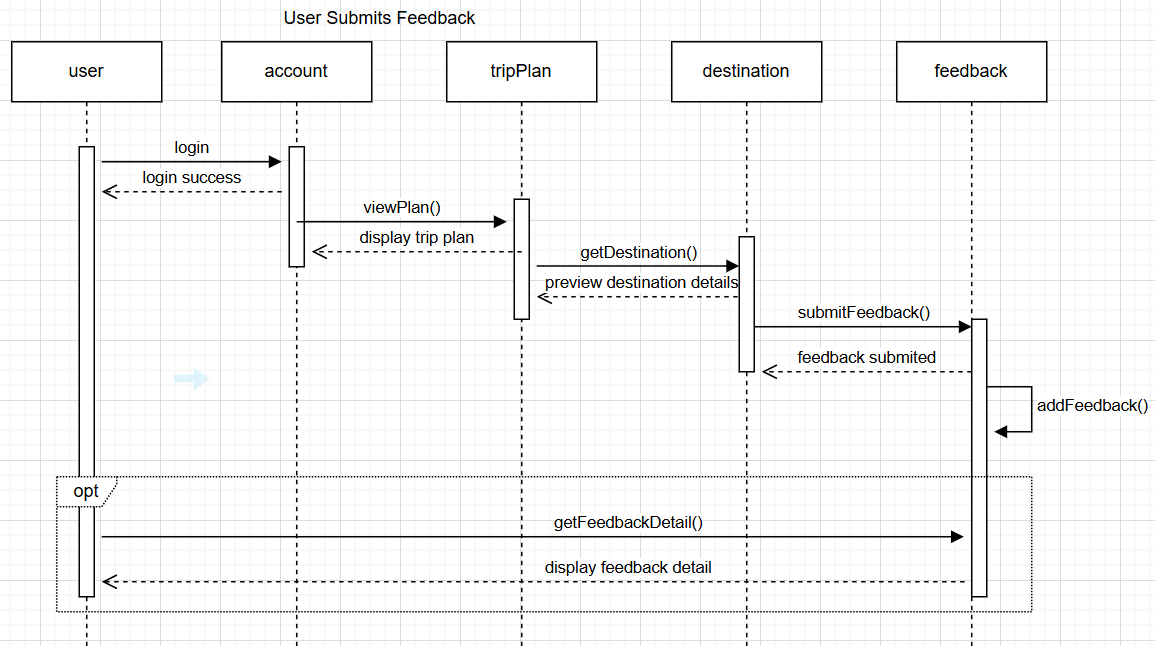 User Submits Feedback
user
account
tripPlan
destination
feedback
login
login success
viewPlan()
display trip plan
getDestination()
preview destination details
submitFeedback()
feedback submited
addFeedback()
opt
getFeedbackDetail()
display feedback detail